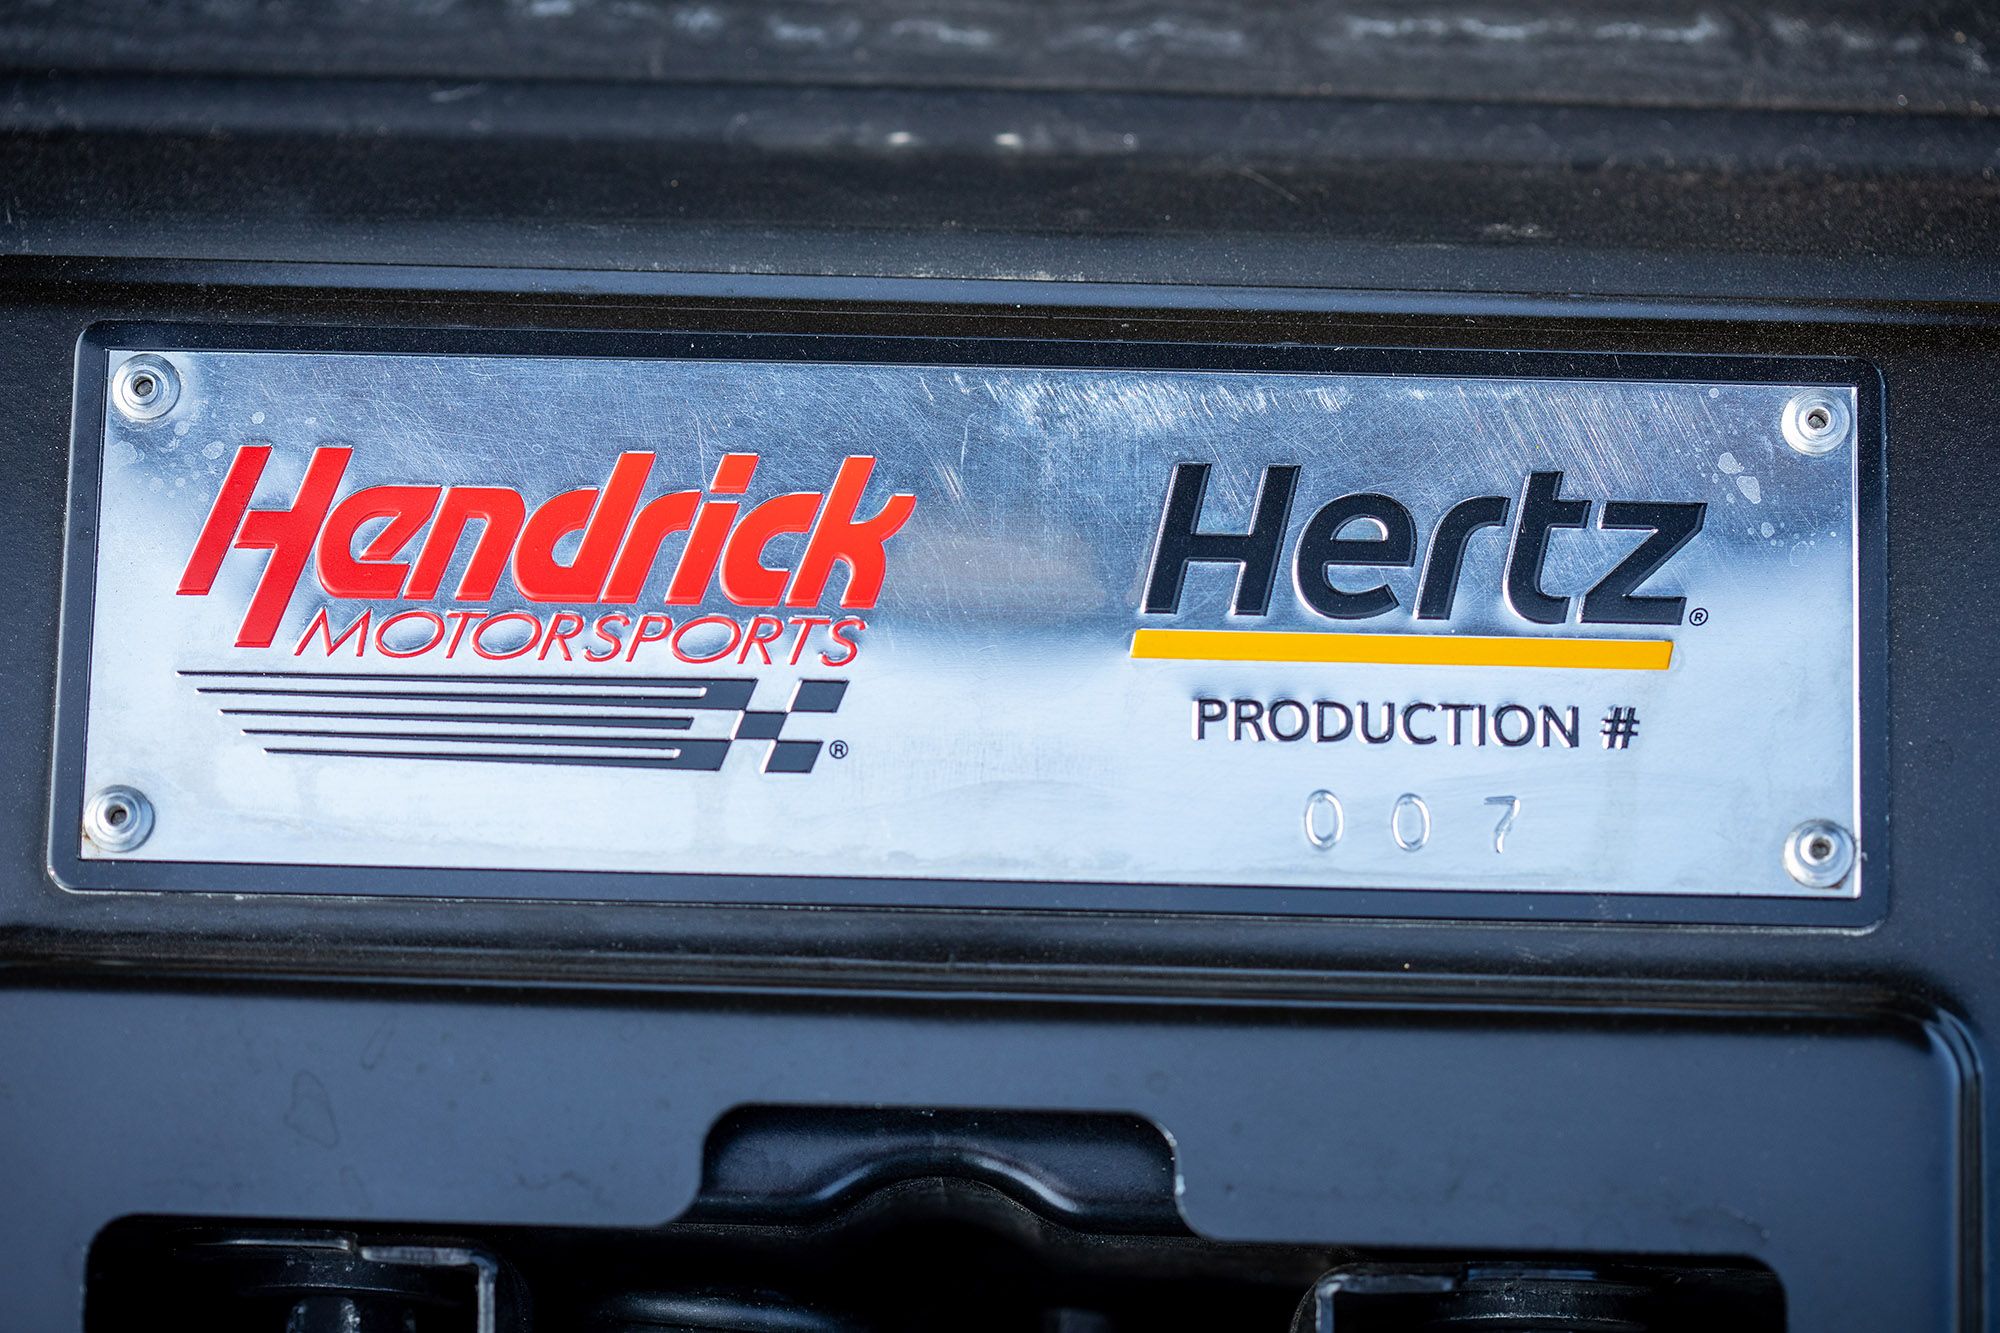 Hendrick
MOTORSPORTS
®
Hertz®
PRODUCTION #
007